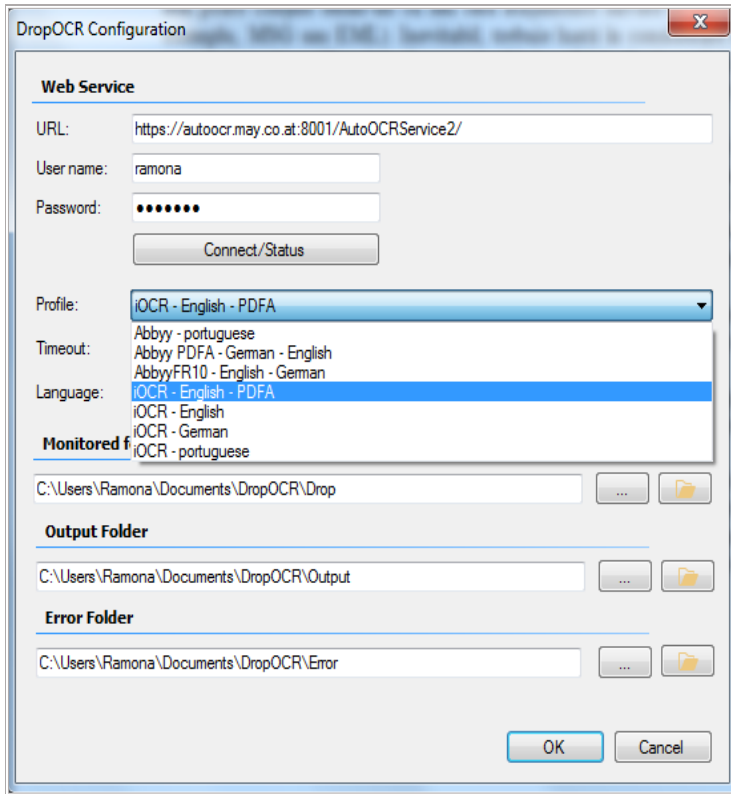 DropOCR Configuration
Web Service
URL: https://autoocr.may.co.at:8001/AutoOCRService2/
User name: ramona
Password: •••••••
Connect/Status
Profile: iOCR - English - PDFA
Abbyy - portuguese
Timeout: Abbyy PDFA - German - English
AbbyyFR10 - English - German
Language: iOCR - English - PDFA
iOCR - English
iOCR - German
Monitored f iOCR - portuguese
C:\Users\Ramona\Documents\DropOCR\Drop ...
Output Folder
C:\Users\Ramona\Documents\DropOCR\Output ...
Error Folder
C:\Users\Ramona\Documents\DropOCR\Error ...
OK Cancel